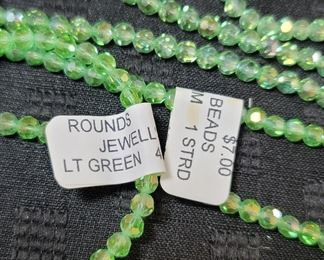 ROUNDS
JEWELL
LT GREEN 4
$7.00
BEADS
M 1 STRD